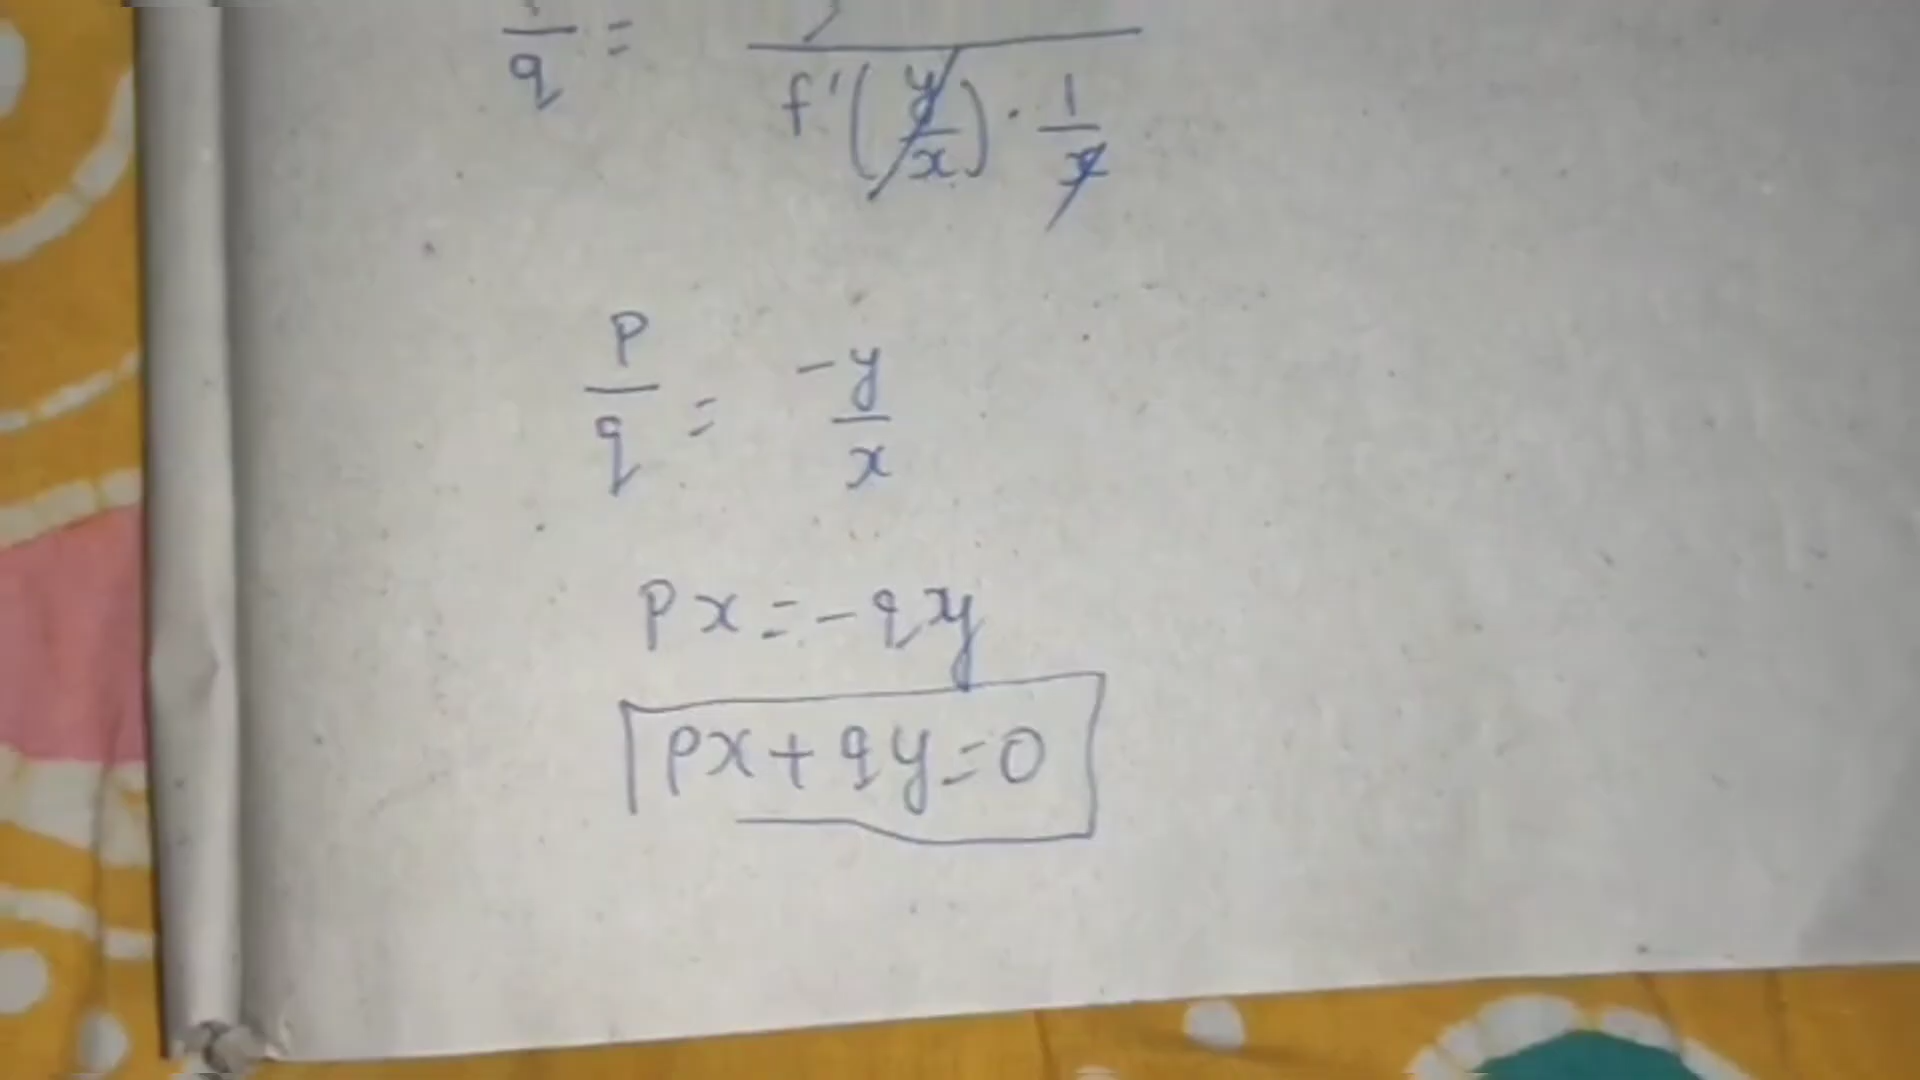 q =
f'(y/x) · 1/x
p/q = -y/x
px = -qy
px + qy = 0